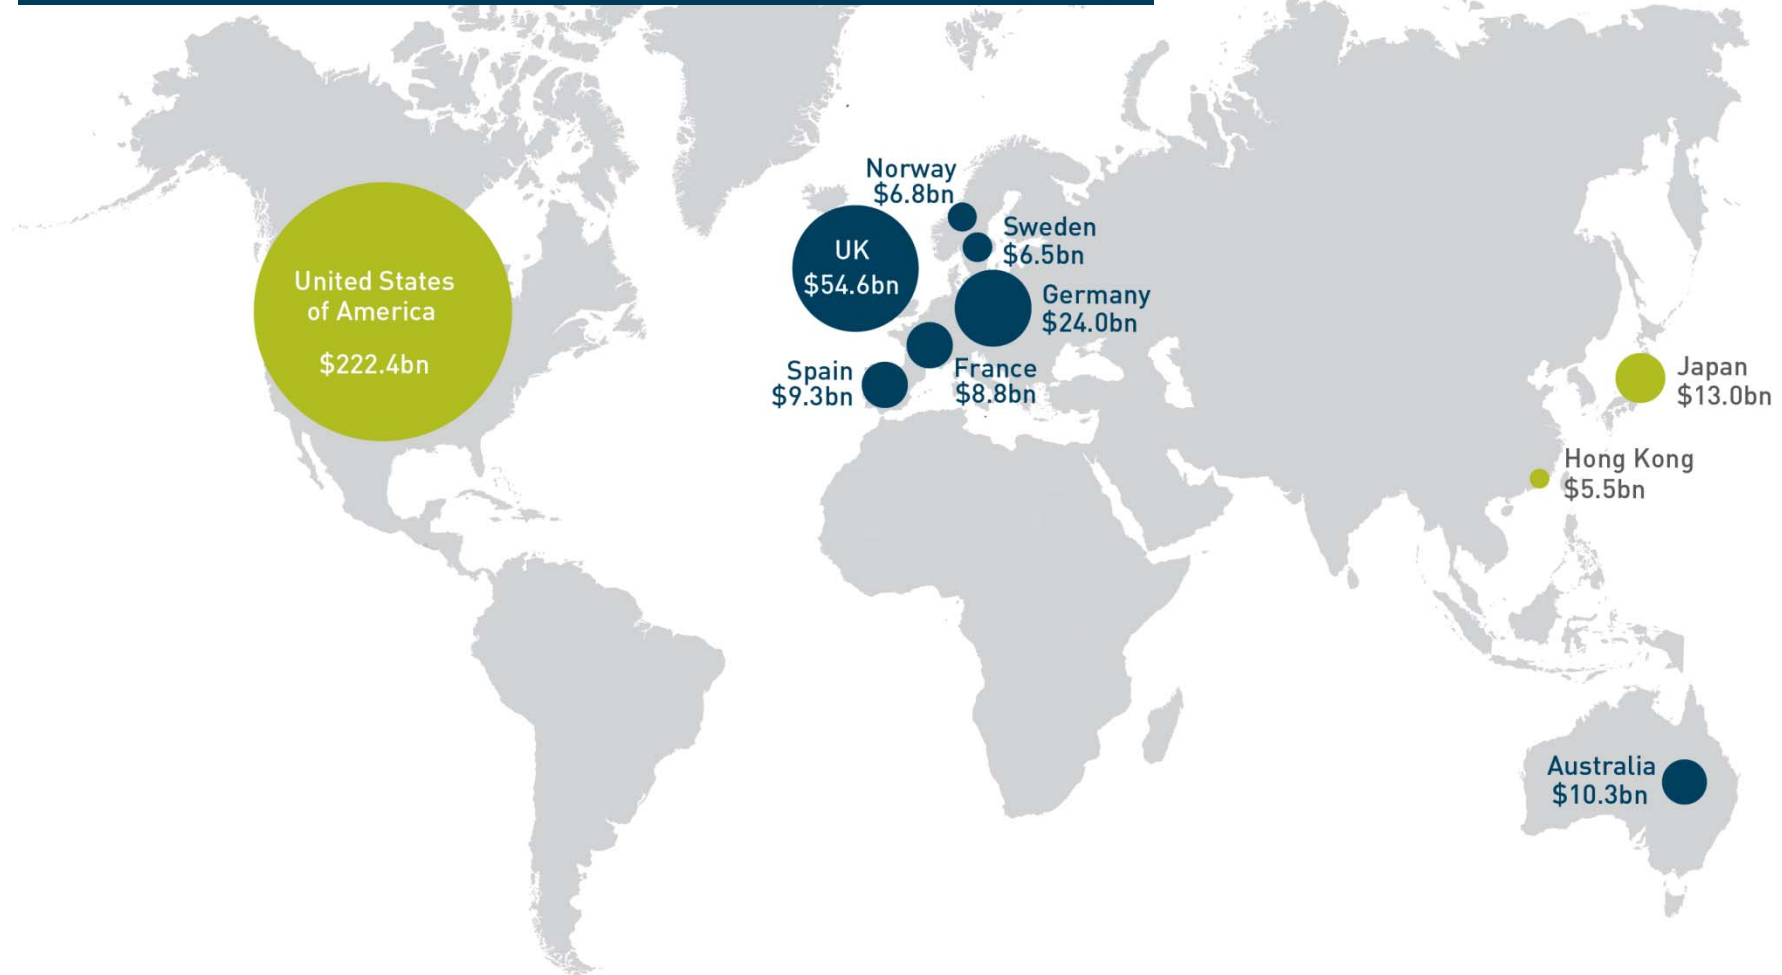 Norway
$6.8bn
Sweden
$6.5bn
UK
$54.6bn
United States
of America
$222.4bn
Germany
$24.0bn
Spain
$9.3bn
France
$8.8bn
Japan
$13.0bn
Hong Kong
$5.5bn
Australia
$10.3bn